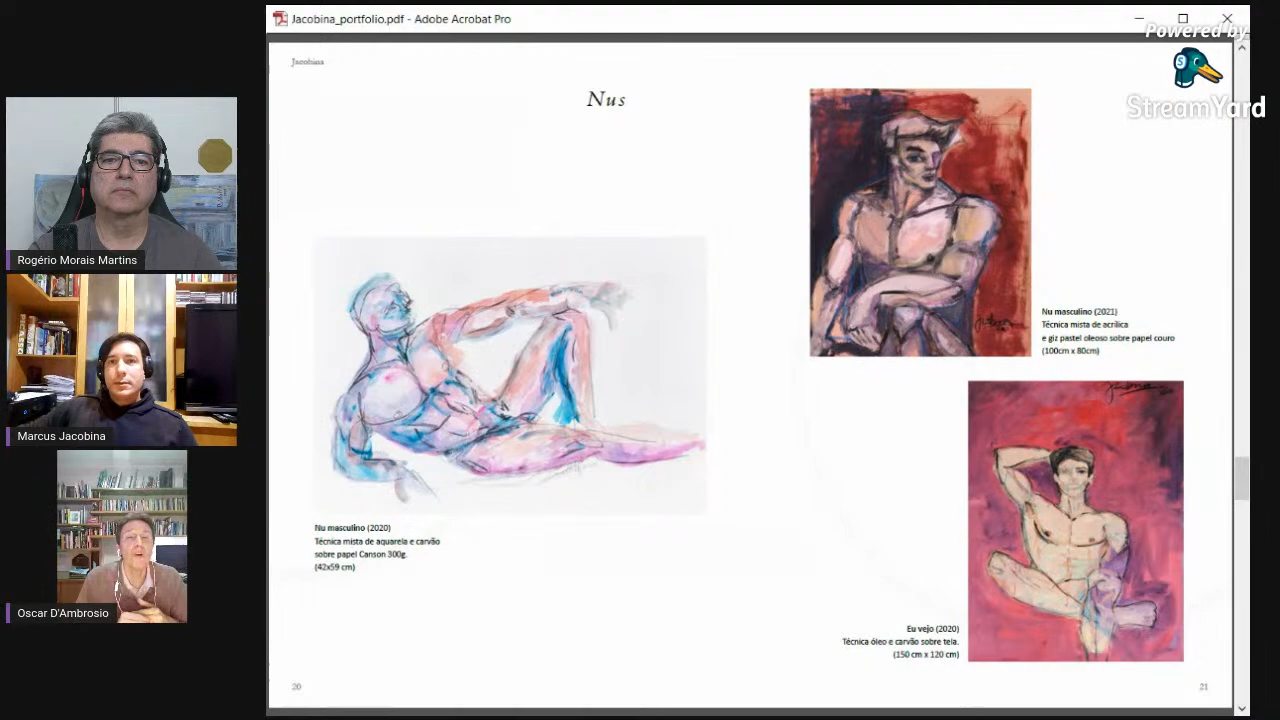 Jacobina_portfolio.pdf - Adobe Acrobat Pro
Powered by
StreamYard
Jacobina
Nus
Rogério Morais Martins
Marcus Jacobina
Oscar D'Ambrosio
Nu masculino (2020)
Técnica mista de aquarela e carvão
sobre papel Canson 300g.
(42x59 cm)
Nu masculino (2021)
Técnica mista de acrílica
e giz pastel oleoso sobre papel couro
(100cm x 80cm)
Eu vejo (2020)
Técnica óleo e carvão sobre tela.
(150 cm x 120 cm)
20
21